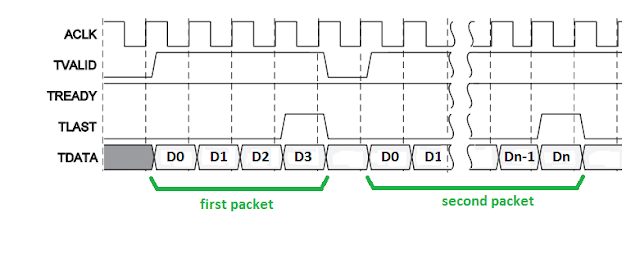 ACLK
TVALID
TREADY
TLAST
TDATA D0 D1 D2 D3 D0 D1 Dn-1 Dn
first packet second packet